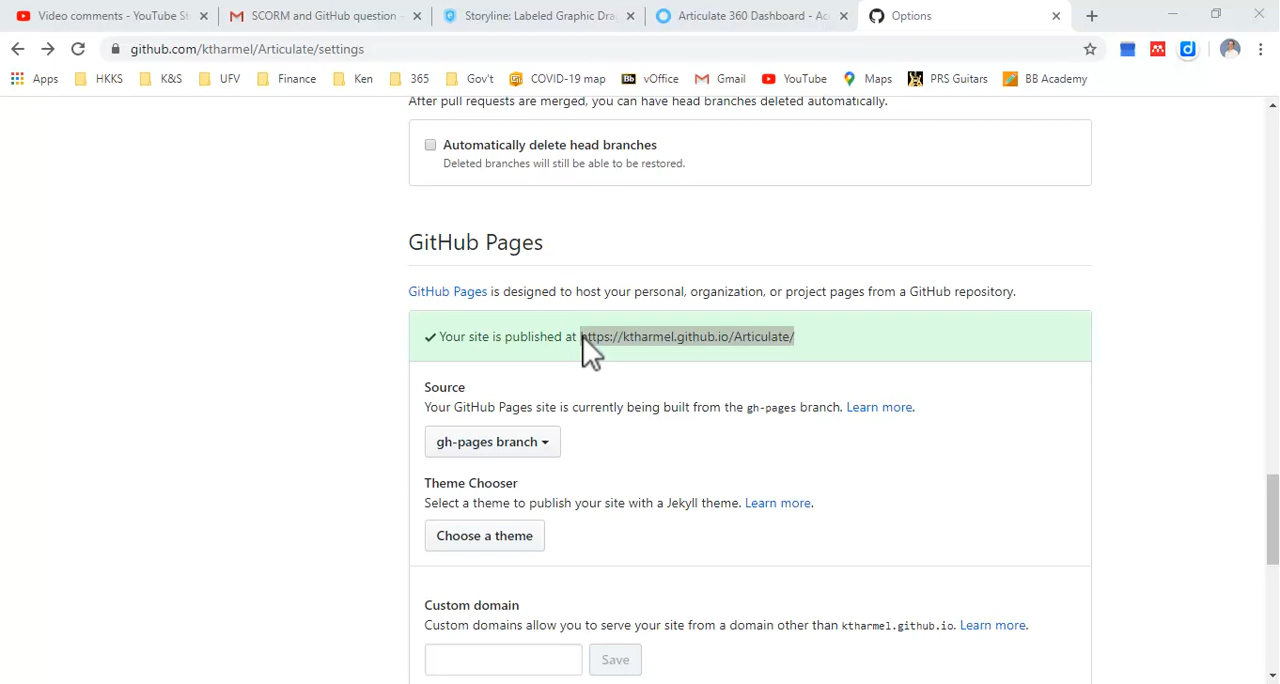 Video comments - YouTube St
SCORM and GitHub question -
Storyline: Labeled Graphic Dra
Articulate 360 Dashboard - Ac
Options
github.com/ktharmel/Articulate/settings
Apps
HKKS
K&S
UFV
Finance
Ken
365
Gov't
COVID-19 map
Bb
vOffice
Gmail
YouTube
Maps
PRS Guitars
BB Academy
After pull requests are merged, you can have head branches deleted automatically.
Automatically delete head branches
Deleted branches will still be able to be restored.
GitHub Pages
GitHub Pages is designed to host your personal, organization, or project pages from a GitHub repository.
Your site is published at https://ktharmel.github.io/Articulate/
Source
Your GitHub Pages site is currently being built from the gh-pages branch. Learn more.
gh-pages branch
Theme Chooser
Select a theme to publish your site with a Jekyll theme. Learn more.
Choose a theme
Custom domain
Custom domains allow you to serve your site from a domain other than ktharmel.github.io. Learn more.
Save